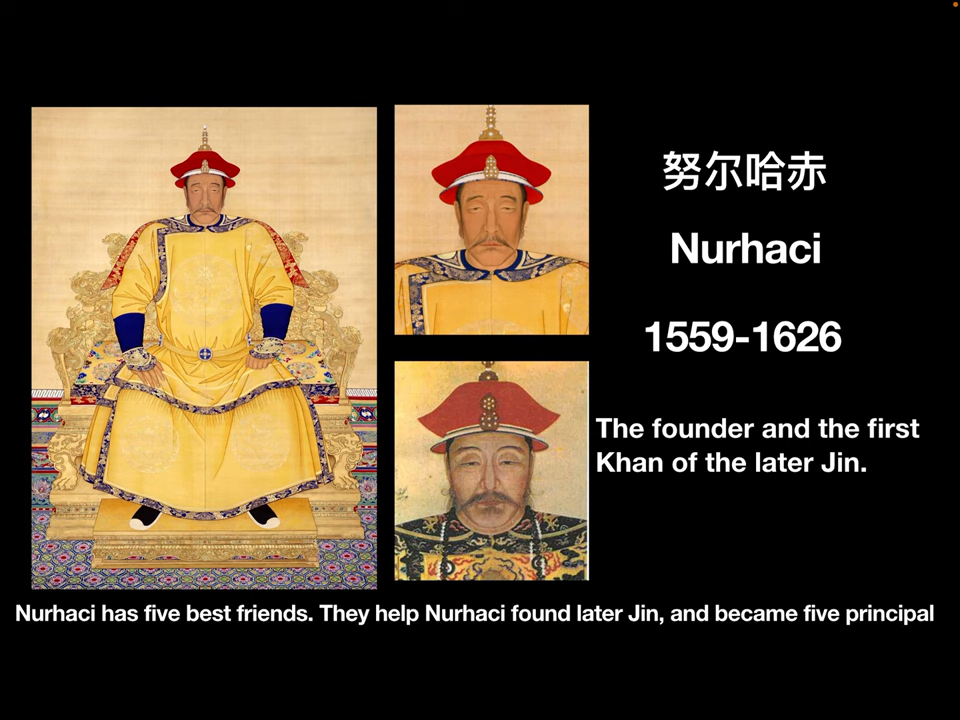 努尔哈赤
Nurhaci
1559-1626
The founder and the first
Khan of the later Jin.
Nurhaci has five best friends. They help Nurhaci found later Jin, and became five principal